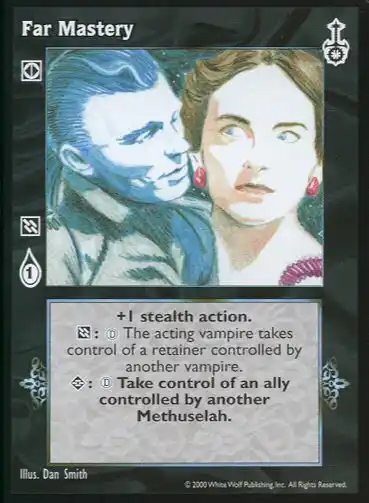 Far Mastery
1
+1 stealth action.
: Ⓓ The acting vampire takes
control of a retainer controlled by
another vampire.
: Ⓓ Take control of an ally
controlled by another
Methuselah.
Illus. Dan Smith
© 2000 White Wolf Publishing, Inc. All Rights Reserved.